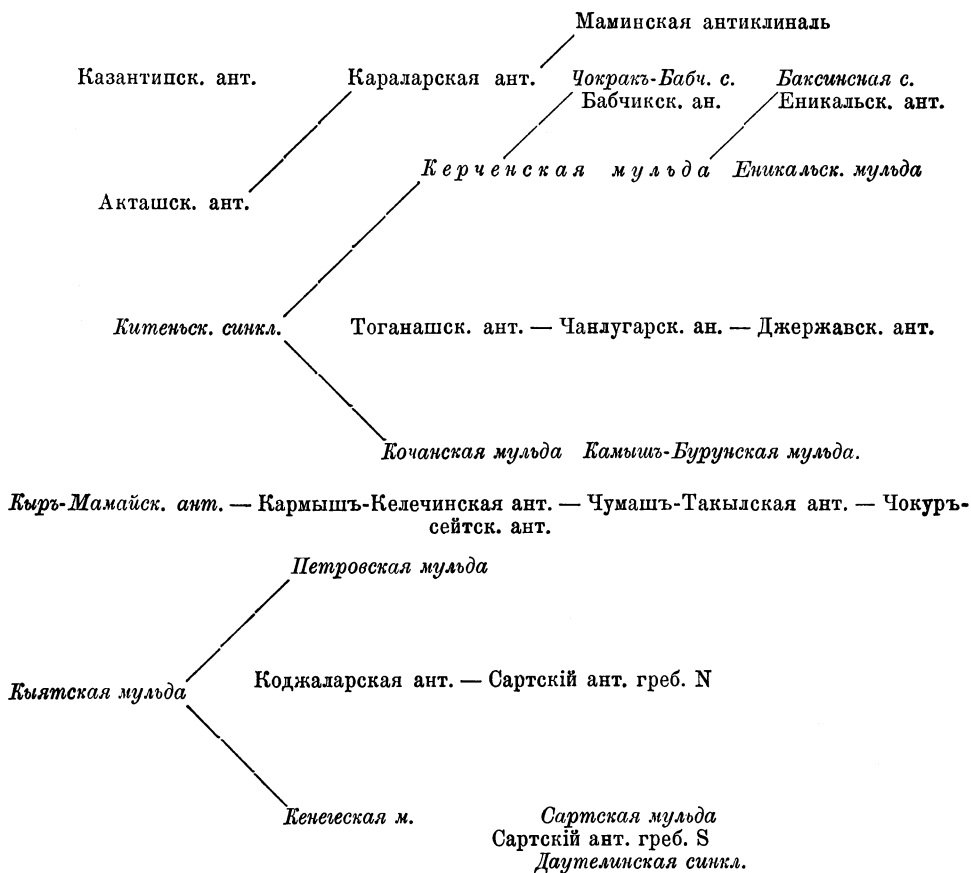 Маминская антиклиналь
Казантипск. ант. Караларская ант. Чокракъ-Бабч. с. Баксинсная с.
Бабчикск. ан. Еникальск. ант.
Керченская мульда Еникальск. мульда
Акташск. ант.
Китеньск. синкл. Тоганашск. ант. — Чанлугарск. ан. — Джержавск. ант.
Кочанская мульда Камышъ-Бурунская мульда.
Кыръ-Мамайск. ант. — Кармышъ-Келечинская ант. — Чумашъ-Такылская ант. — Чокуръ-
сейтск. ант.
Петровская мульда
Кыятская мульда Коджаларская ант. — Сартскій ант. греб. N
Кенегеская м. Сартская мульда
Сартскій ант. греб. S
Даутелинская синкл.